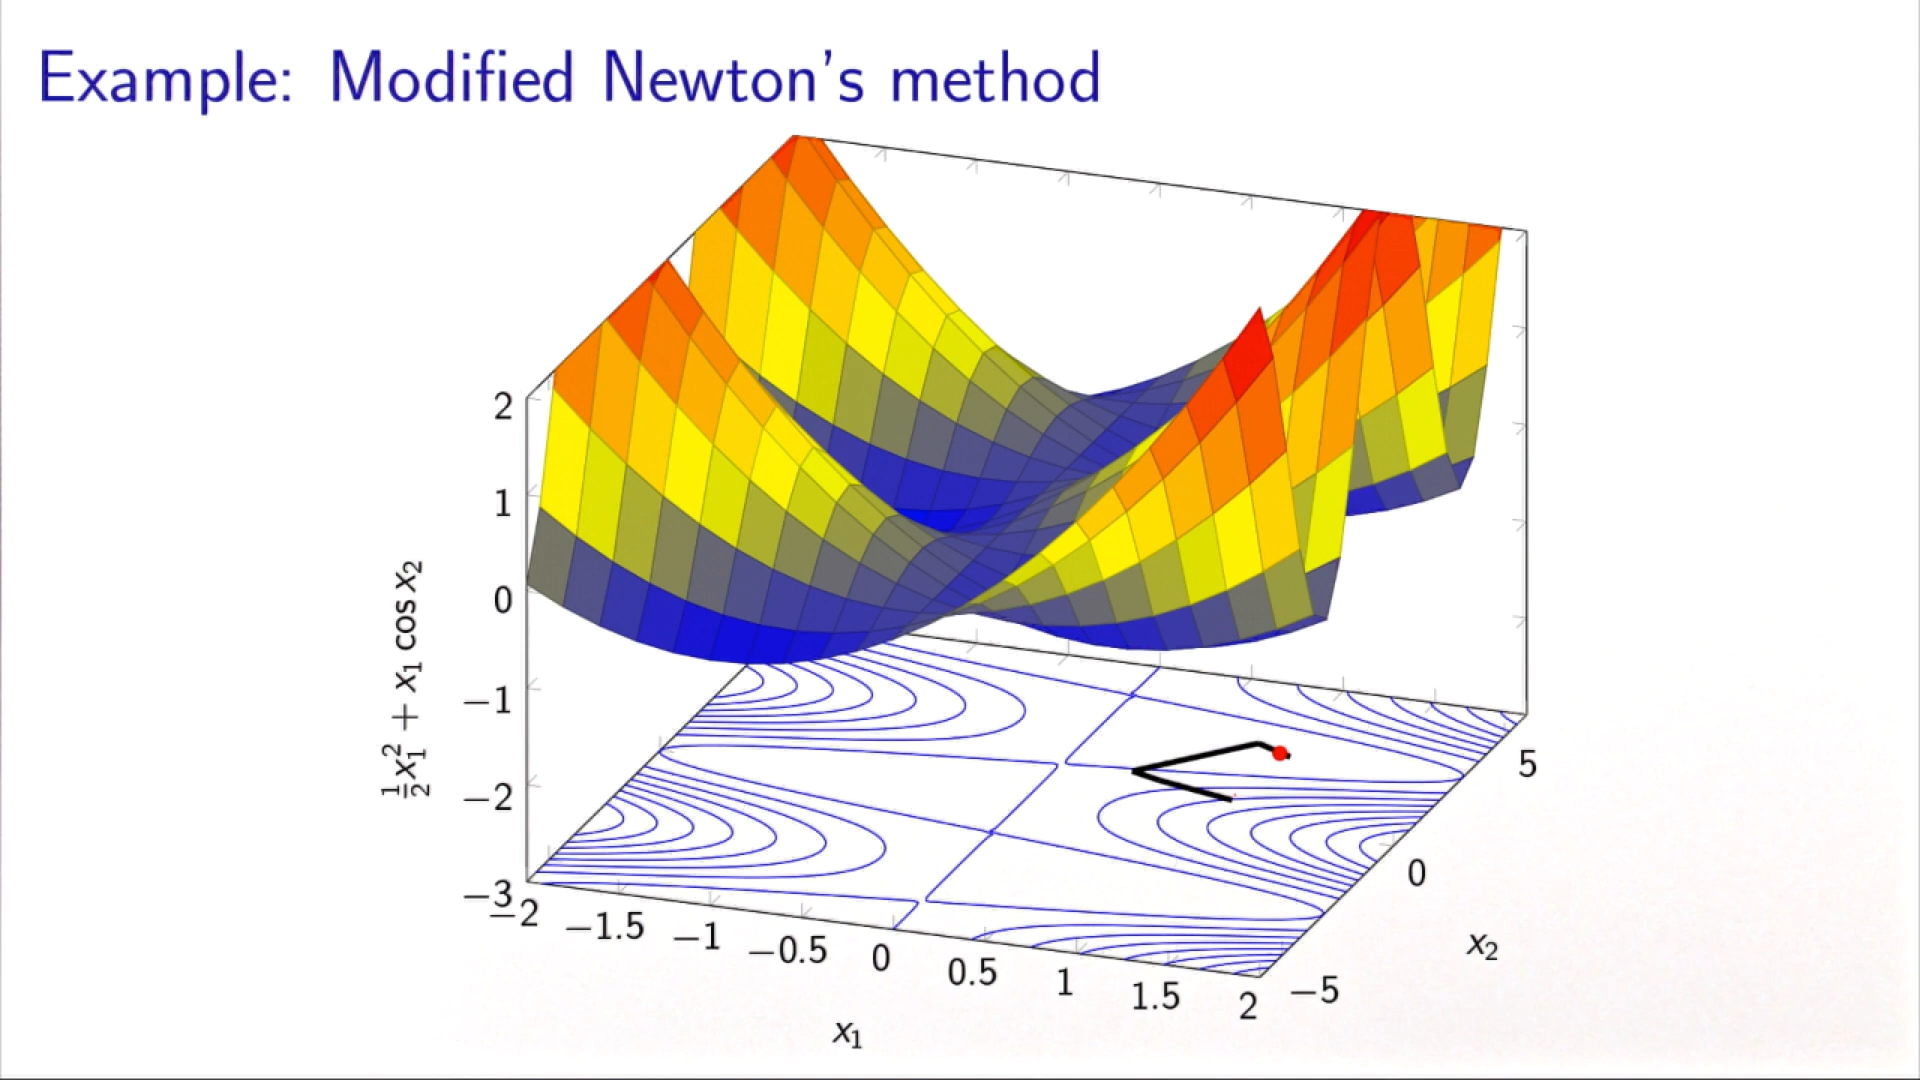 Example: Modified Newton's method
½x₁² + x₁ cos x₂
2
1
0
−1
−2
−3
−2 −1.5 −1 −0.5 0 0.5 1 1.5 2
x₁
−5 0 5
x₂